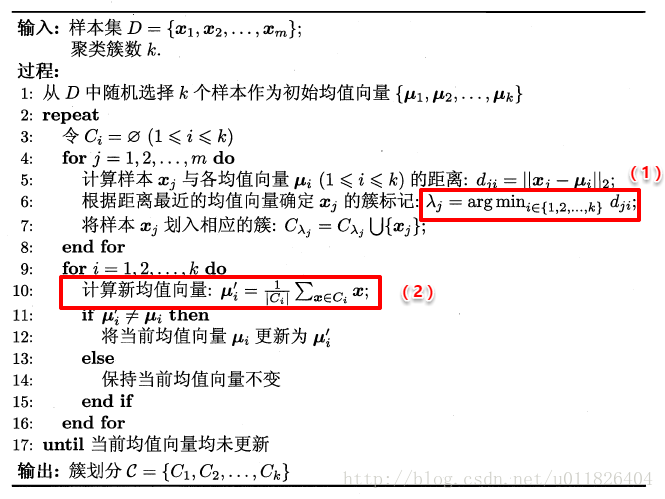 输入: 样本集 D = {x₁, x₂, . . . , xₘ};
聚类簇数 k.
过程:
1: 从 D 中随机选择 k 个样本作为初始均值向量 {μ₁, μ₂, . . . , μₖ}
2: repeat
3: 令 Cᵢ = ∅ (1 ⩽ i ⩽ k)
4: for j = 1, 2, . . . , m do
5: 计算样本 xⱼ 与各均值向量 μᵢ (1 ⩽ i ⩽ k) 的距离: dⱼᵢ = ||xⱼ − μᵢ||₂; （1）
6: 根据距离最近的均值向量确定 xⱼ 的簇标记: λⱼ = arg min_{i∈{1,2,...,k}} dⱼᵢ;
7: 将样本 xⱼ 划入相应的簇: C_{λⱼ} = C_{λⱼ} ⋃{xⱼ};
8: end for
9: for i = 1, 2, . . . , k do
10: 计算新均值向量: μ′ᵢ = 1/|Cᵢ| ∑_{x∈Cᵢ} x; （2）
11: if μ′ᵢ ≠ μᵢ then
12: 将当前均值向量 μᵢ 更新为 μ′ᵢ
13: else
14: 保持当前均值向量不变
15: end if
16: end for
17: until 当前均值向量均未更新
输出: 簇划分 C = {C₁, C₂, . . . , Cₖ}
http://blog.csdn.net/u011826404